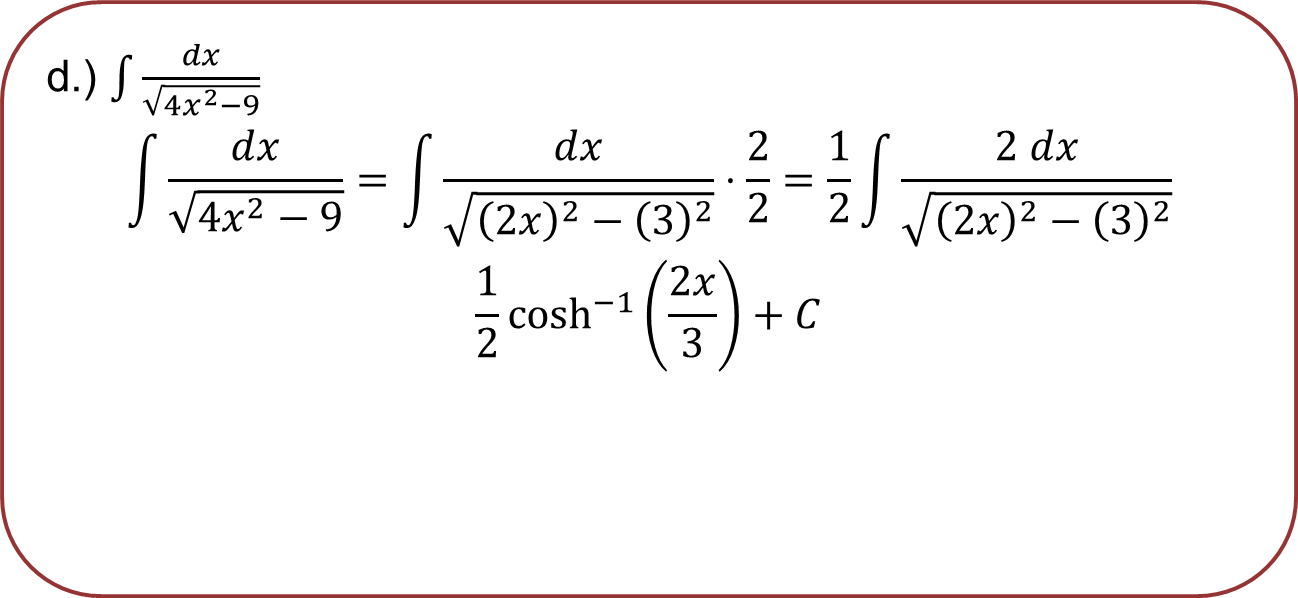 d.) ∫ dx/√(4x²−9)
∫ dx/√(4x² − 9) = ∫ dx/√((2x)² − (3)²) · 2/2 = 1/2 ∫ 2 dx/√((2x)² − (3)²)
1/2 cosh⁻¹(2x/3) + C